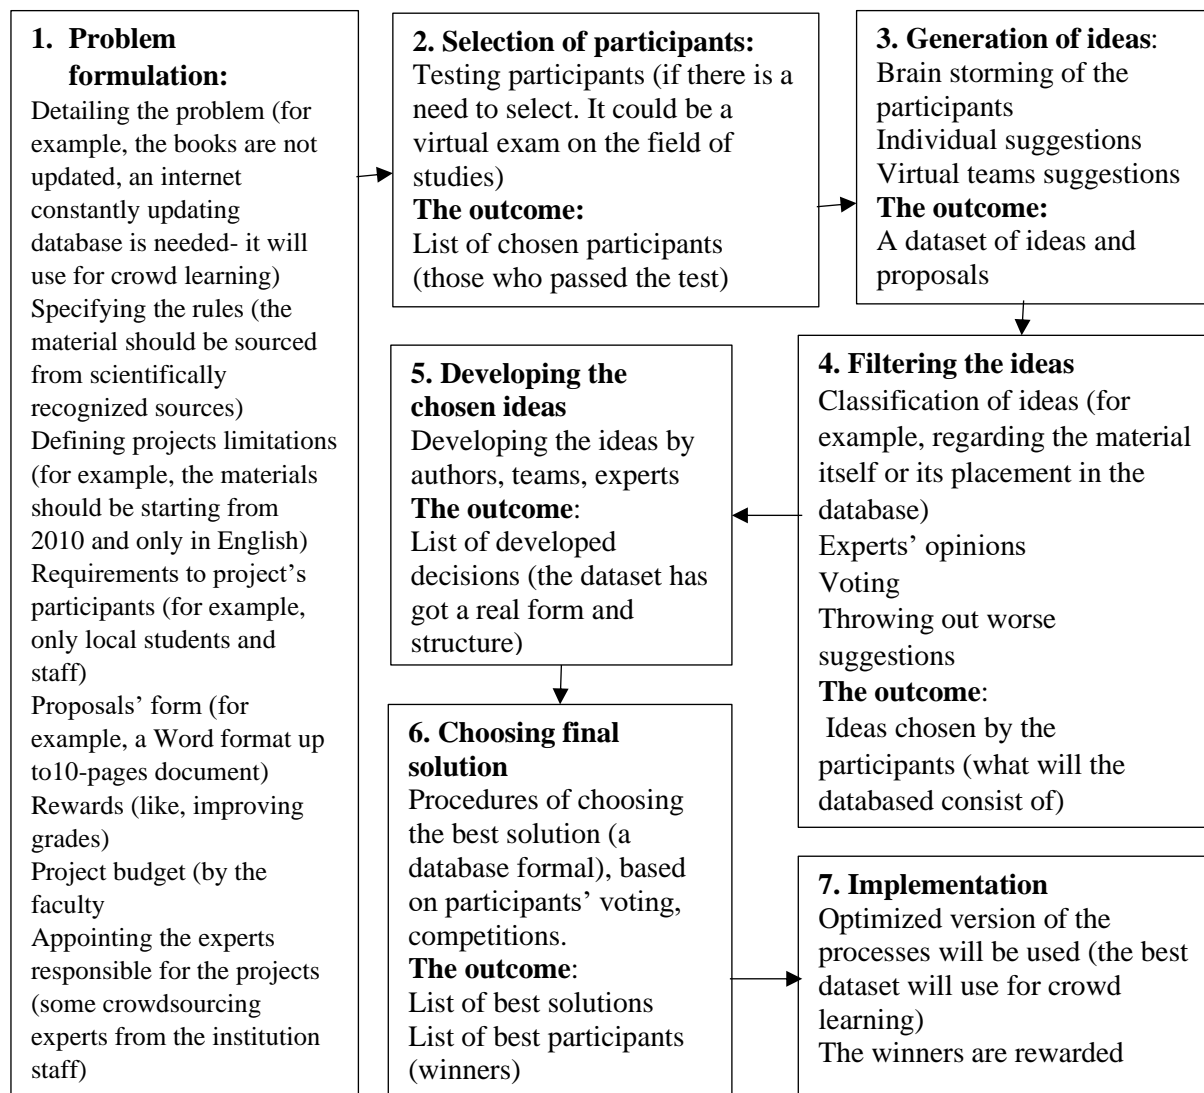 1. Problem
formulation:
Detailing the problem (for
example, the books are not
updated, an internet
constantly updating
database is needed- it will
use for crowd learning)
Specifying the rules (the
material should be sourced
from scientifically
recognized sources)
Defining projects limitations
(for example, the materials
should be starting from
2010 and only in English)
Requirements to project’s
participants (for example,
only local students and
staff)
Proposals’ form (for
example, a Word format up
to10-pages document)
Rewards (like, improving
grades)
Project budget (by the
faculty
Appointing the experts
responsible for the projects
(some crowdsourcing
experts from the institution
staff)
2. Selection of participants:
Testing participants (if there is a
need to select. It could be a
virtual exam on the field of
studies)
The outcome:
List of chosen participants
(those who passed the test)
3. Generation of ideas:
Brain storming of the
participants
Individual suggestions
Virtual teams suggestions
The outcome:
A dataset of ideas and
proposals
4. Filtering the ideas
Classification of ideas (for
example, regarding the material
itself or its placement in the
database)
Experts’ opinions
Voting
Throwing out worse
suggestions
The outcome:
Ideas chosen by the
participants (what will the
databased consist of)
5. Developing the
chosen ideas
Developing the ideas by
authors, teams, experts
The outcome:
List of developed
decisions (the dataset has
got a real form and
structure)
6. Choosing final
solution
Procedures of choosing
the best solution (a
database formal), based
on participants’ voting,
competitions.
The outcome:
List of best solutions
List of best participants
(winners)
7. Implementation
Optimized version of the
processes will be used (the best
dataset will use for crowd
learning)
The winners are rewarded